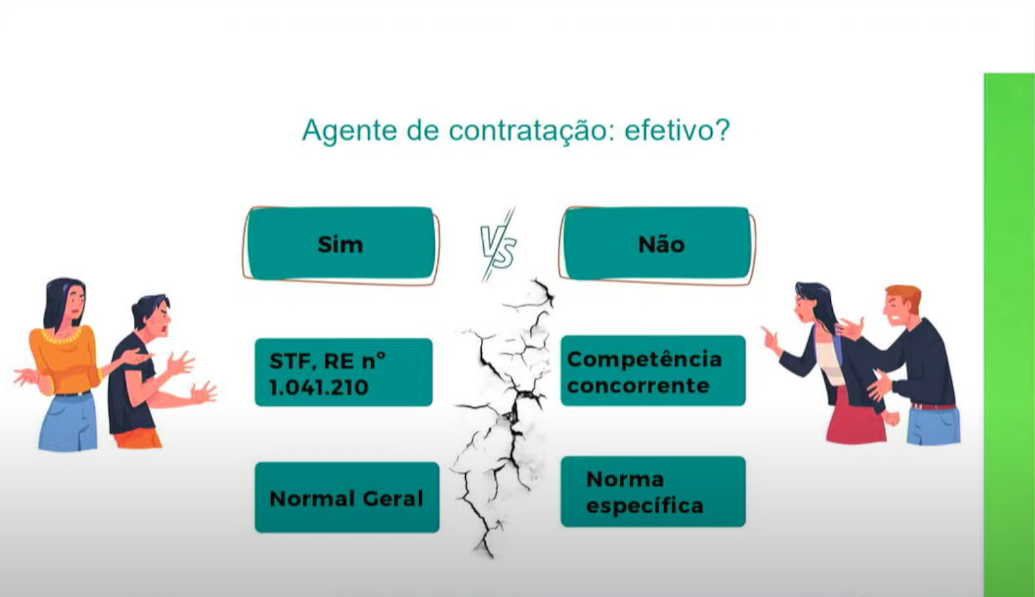 Agente de contratação: efetivo?
Sim
VS
Não
STF, RE nº
1.041.210
Competência
concorrente
Normal Geral
Norma
específica